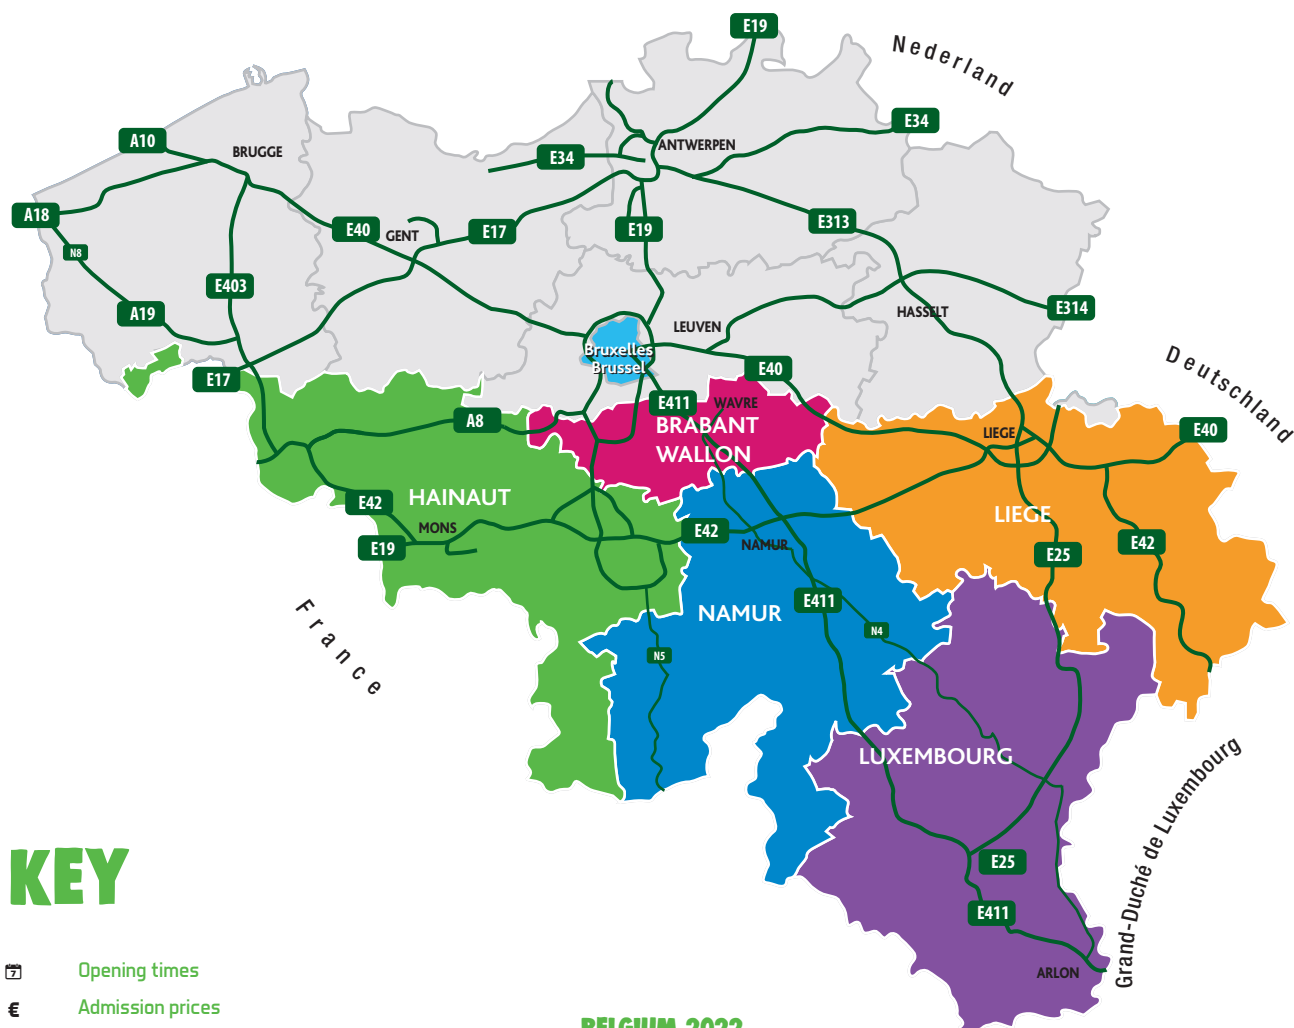 E19
Nederland
E34
A10
BRUGGE
ANTWERPEN
E34
A18
E40
GENT
E17
E19
E313
N8
E403
A19
HASSELT
E314
LEUVEN
Bruxelles
Brussel
E17
E40
Deutschland
E411
WAVRE
A8
BRABANT
WALLON
LIEGE
E40
E42
HAINAUT
MONS
E19
E42
NAMUR
LIEGE
E42
E25
France
NAMUR
E411
N4
N5
LUXEMBOURG
Grand-Duché de Luxembourg
E25
E411
ARLON
KEY
7
Opening times
€
Admission prices
BELGIUM 2022